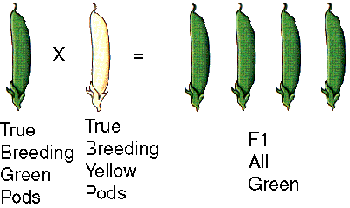 X
=
True
Breeding
Green
Pods
True
Breeding
Yellow
Pods
F1
All
Green